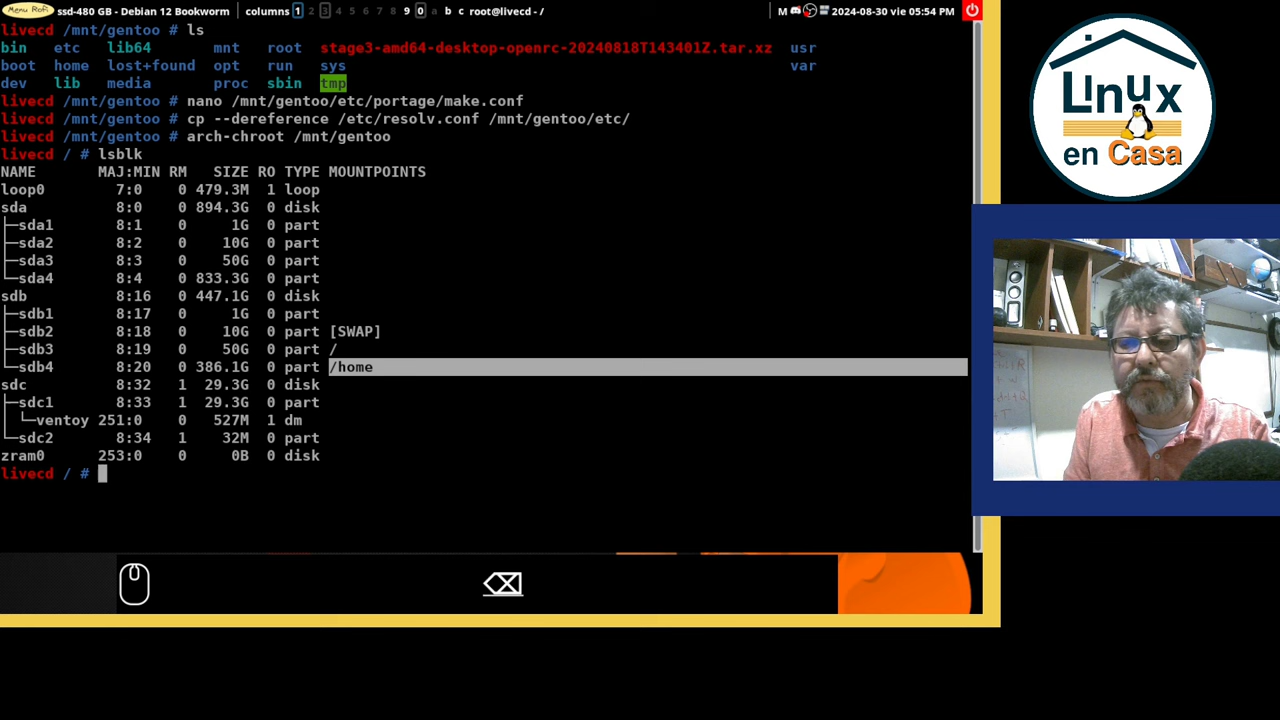 Menu Rofi ssd-480 GB - Debian 12 Bookworm columns 1 2 3 4 5 6 7 8 9 0 a b c root@livecd - / M 2024-08-30 vie 05:54 PM
livecd /mnt/gentoo # ls
bin etc lib64 mnt root stage3-amd64-desktop-openrc-20240818T143401Z.tar.xz usr
boot home lost+found opt run sys var
dev lib media proc sbin tmp
livecd /mnt/gentoo # nano /mnt/gentoo/etc/portage/make.conf
livecd /mnt/gentoo # cp --dereference /etc/resolv.conf /mnt/gentoo/etc/
livecd /mnt/gentoo # arch-chroot /mnt/gentoo
livecd / # lsblk
NAME MAJ:MIN RM SIZE RO TYPE MOUNTPOINTS
loop0 7:0 0 479.3M 1 loop
sda 8:0 0 894.3G 0 disk
├─sda1 8:1 0 1G 0 part
├─sda2 8:2 0 10G 0 part
├─sda3 8:3 0 50G 0 part
└─sda4 8:4 0 833.3G 0 part
sdb 8:16 0 447.1G 0 disk
├─sdb1 8:17 0 1G 0 part
├─sdb2 8:18 0 10G 0 part [SWAP]
├─sdb3 8:19 0 50G 0 part /
└─sdb4 8:20 0 386.1G 0 part /home
sdc 8:32 1 29.3G 0 disk
├─sdc1 8:33 1 29.3G 0 part
│ └─ventoy 251:0 0 527M 1 dm
└─sdc2 8:34 1 32M 0 part
zram0 253:0 0 0B 0 disk
livecd / #
Linux
en Casa